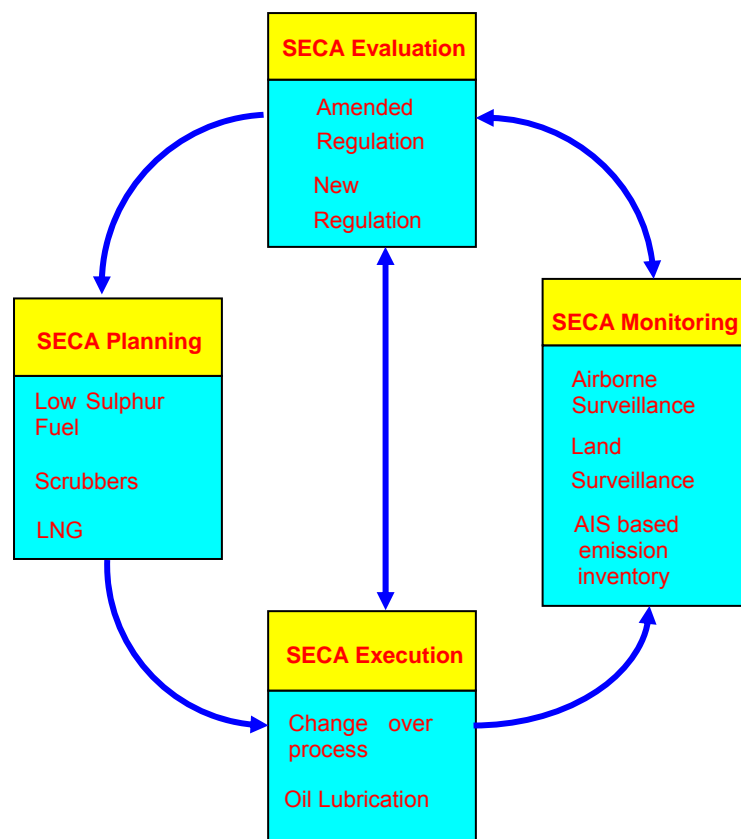 SECA Evaluation
Amended
Regulation
New
Regulation
SECA Planning
Low Sulphur
Fuel
Scrubbers
LNG
SECA Monitoring
Airborne
Surveillance
Land
Surveillance
AIS based
emission
inventory
SECA Execution
Change over
process
Oil Lubrication